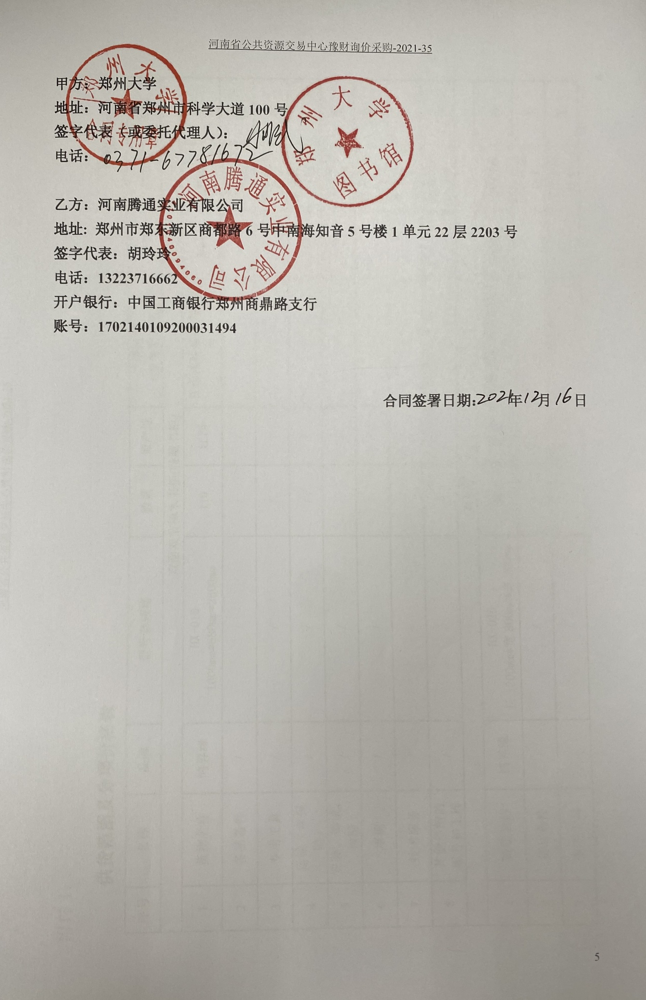 河南省公共资源交易中心豫财询价采购-2021-35
甲方：郑州大学
地址：河南省郑州市科学大道 100 号
签字代表（或委托代理人）：
电话：0371-67781672
郑州大学
合同专用章
郑州大学
图书馆
乙方：河南腾通实业有限公司
地址：郑州市郑东新区商都路 6 号中南海知音 5 号楼 1 单元 22 层 2203 号
签字代表：胡玲玲
电话：13223716662
开户银行：中国工商银行郑州商鼎路支行
账号：1702140109200031494
河南腾通实业有限公司
合同签署日期：2021年12月16日
5